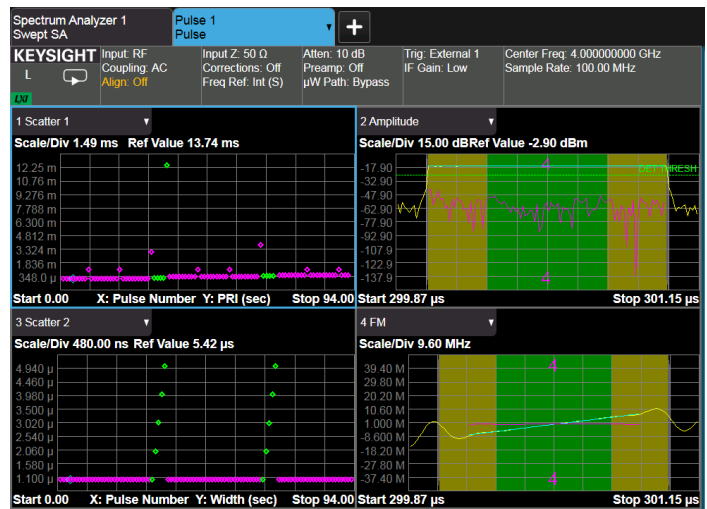 Spectrum Analyzer 1
Swept SA
Pulse 1
Pulse
KEYSIGHT
L
LXI
Input: RF
Coupling: AC
Align: Off
Input Z: 50 Ω
Corrections: Off
Freq Ref: Int (S)
Atten: 10 dB
Preamp: Off
µW Path: Bypass
Trig: External 1
IF Gain: Low
Center Freq: 4.000000000 GHz
Sample Rate: 100.00 MHz
1 Scatter 1
Scale/Div 1.49 ms Ref Value 13.74 ms
12.25 m
10.76 m
9.276 m
7.788 m
6.300 m
4.812 m
3.324 m
1.836 m
348.0 µ
Start 0.00 X: Pulse Number Y: PRI (sec) Stop 94.00
2 Amplitude
Scale/Div 15.00 dBRef Value -2.90 dBm
4
DET THRESH
-17.90
-32.90
-47.90
-62.90
-77.90
-92.90
-107.9
-122.9
-137.9
4
Start 299.87 µs Stop 301.15 µs
3 Scatter 2
Scale/Div 480.00 ns Ref Value 5.42 µs
4.940 µ
4.460 µ
3.980 µ
3.500 µ
3.020 µ
2.540 µ
2.060 µ
1.580 µ
1.100 µ
Start 0.00 X: Pulse Number Y: Width (sec) Stop 94.00
4 FM
Scale/Div 9.60 MHz
4
39.40 M
29.80 M
20.20 M
10.60 M
1.000 M
-8.600 M
-18.20 M
-27.80 M
-37.40 M
4
Start 299.87 µs Stop 301.15 µs